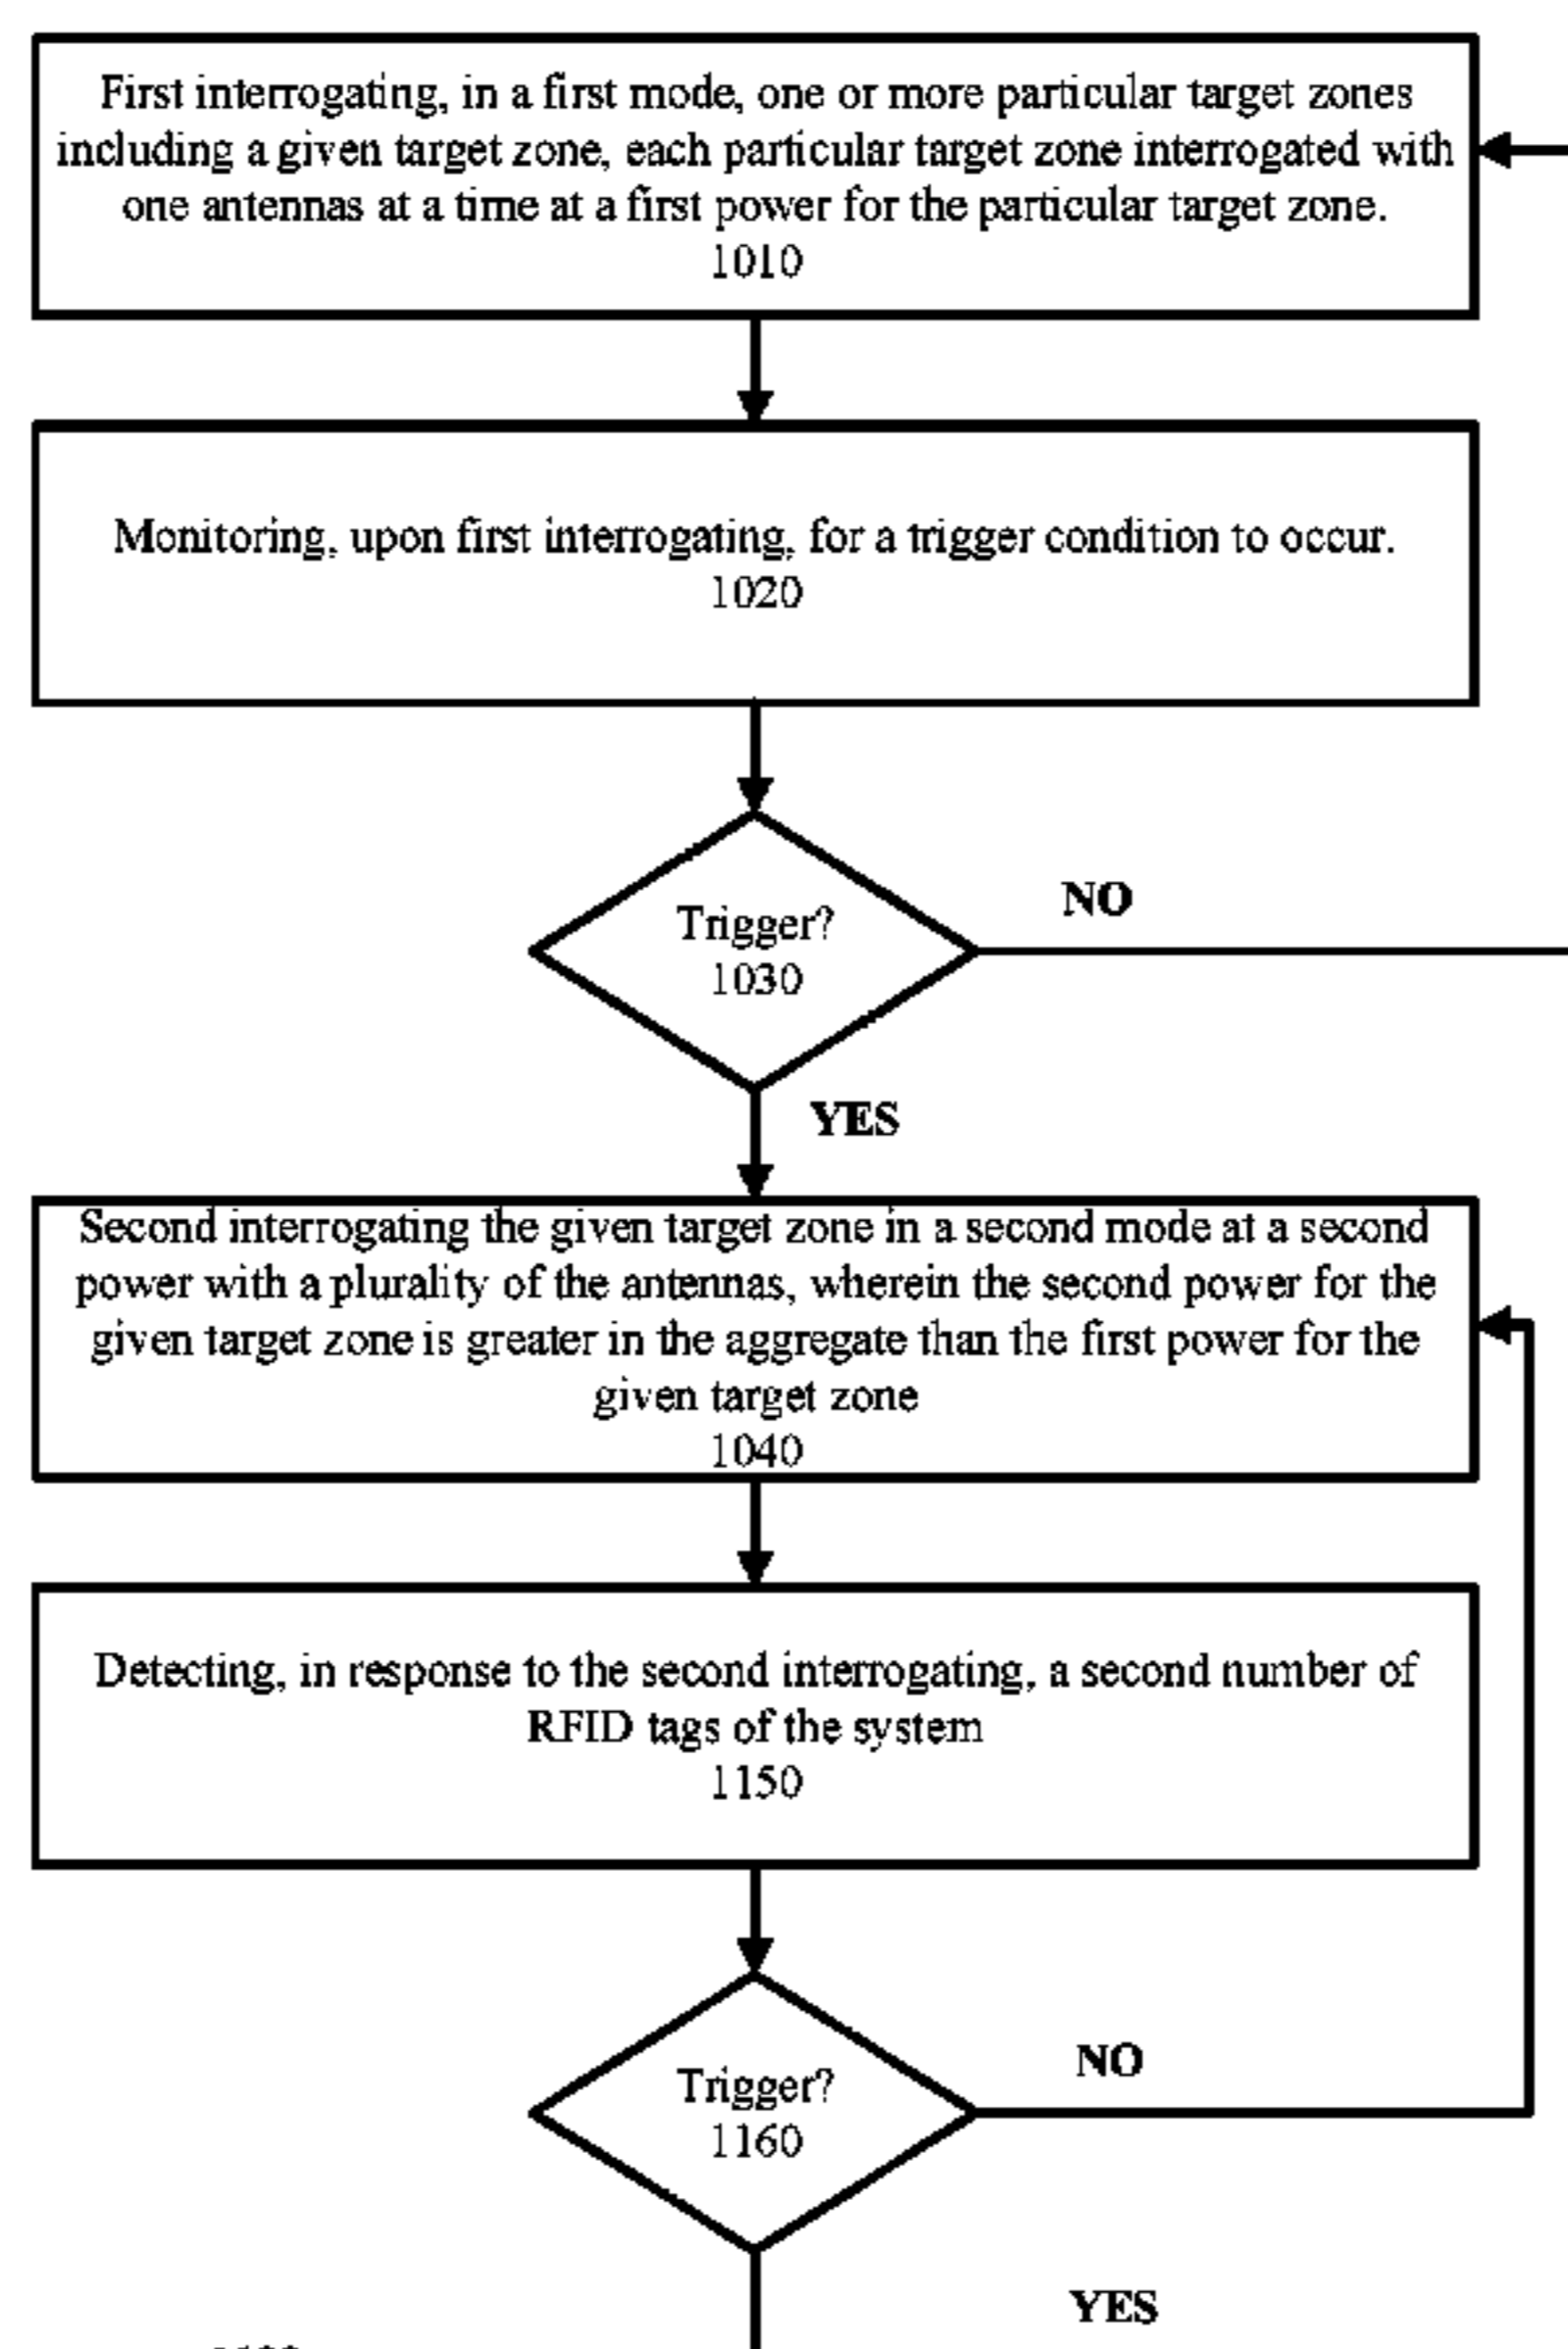 First interrogating, in a first mode, one or more particular target zones
including a given target zone, each particular target zone interrogated with
one antennas at a time at a first power for the particular target zone.
1010
Monitoring, upon first interrogating, for a trigger condition to occur.
1020
Trigger?
1030
NO
YES
Second interrogating the given target zone in a second mode at a second
power with a plurality of the antennas, wherein the second power for the
given target zone is greater in the aggregate than the first power for the
given target zone
1040
Detecting, in response to the second interrogating, a second number of
RFID tags of the system
1150
Trigger?
1160
NO
YES